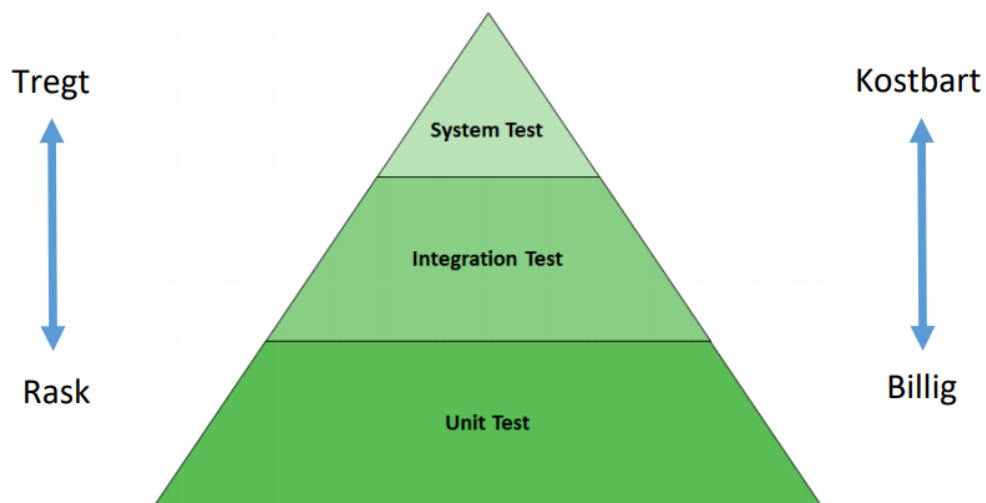 Tregt
Kostbart
System Test
Integration Test
Rask
Billig
Unit Test